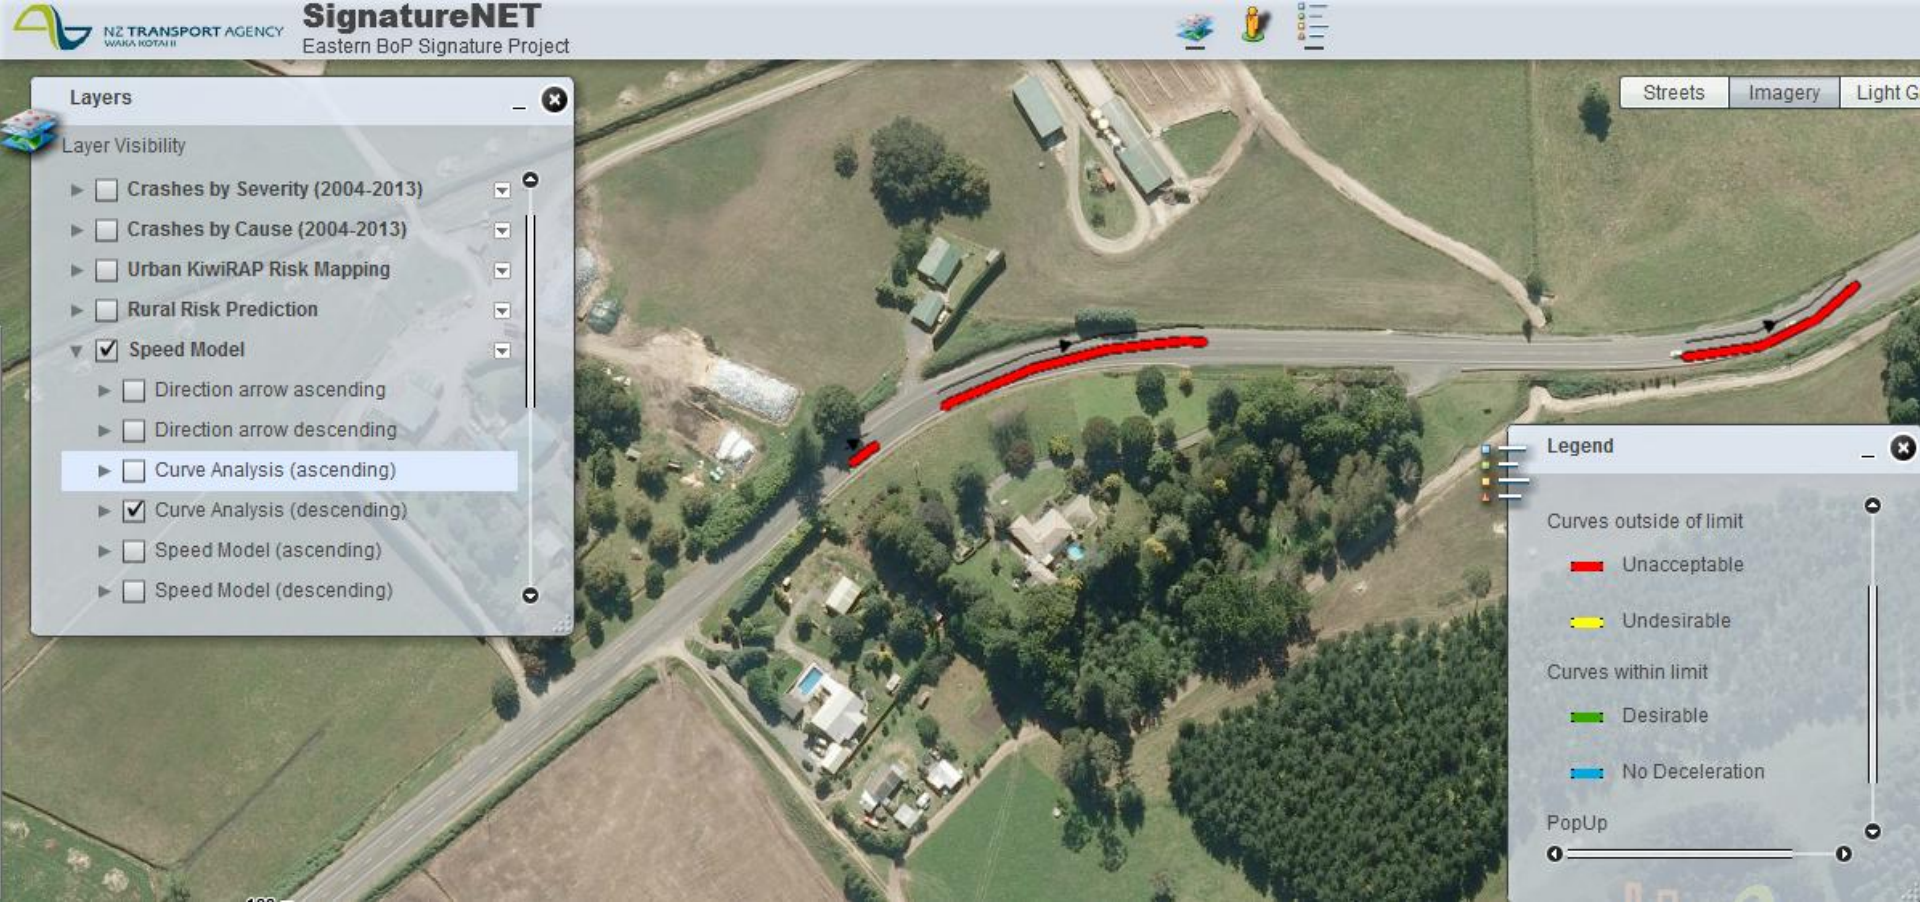 NZ TRANSPORT AGENCY
WAKA KOTAHI
SignatureNET
Eastern BoP Signature Project
Streets
Imagery
Light G
Layers
Layer Visibility
Crashes by Severity (2004-2013)
Crashes by Cause (2004-2013)
Urban KiwiRAP Risk Mapping
Rural Risk Prediction
Speed Model
Direction arrow ascending
Direction arrow descending
Curve Analysis (ascending)
Curve Analysis (descending)
Speed Model (ascending)
Speed Model (descending)
Legend
Curves outside of limit
Unacceptable
Undesirable
Curves within limit
Desirable
No Deceleration
PopUp